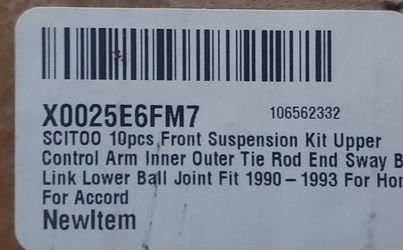 X0025E6FM7 106562332
SCITOO 10pcs Front Suspension Kit Upper
Control Arm Inner Outer Tie Rod End Sway
Link Lower Ball Joint Fit 1990-1993 For
For Accord
NewItem